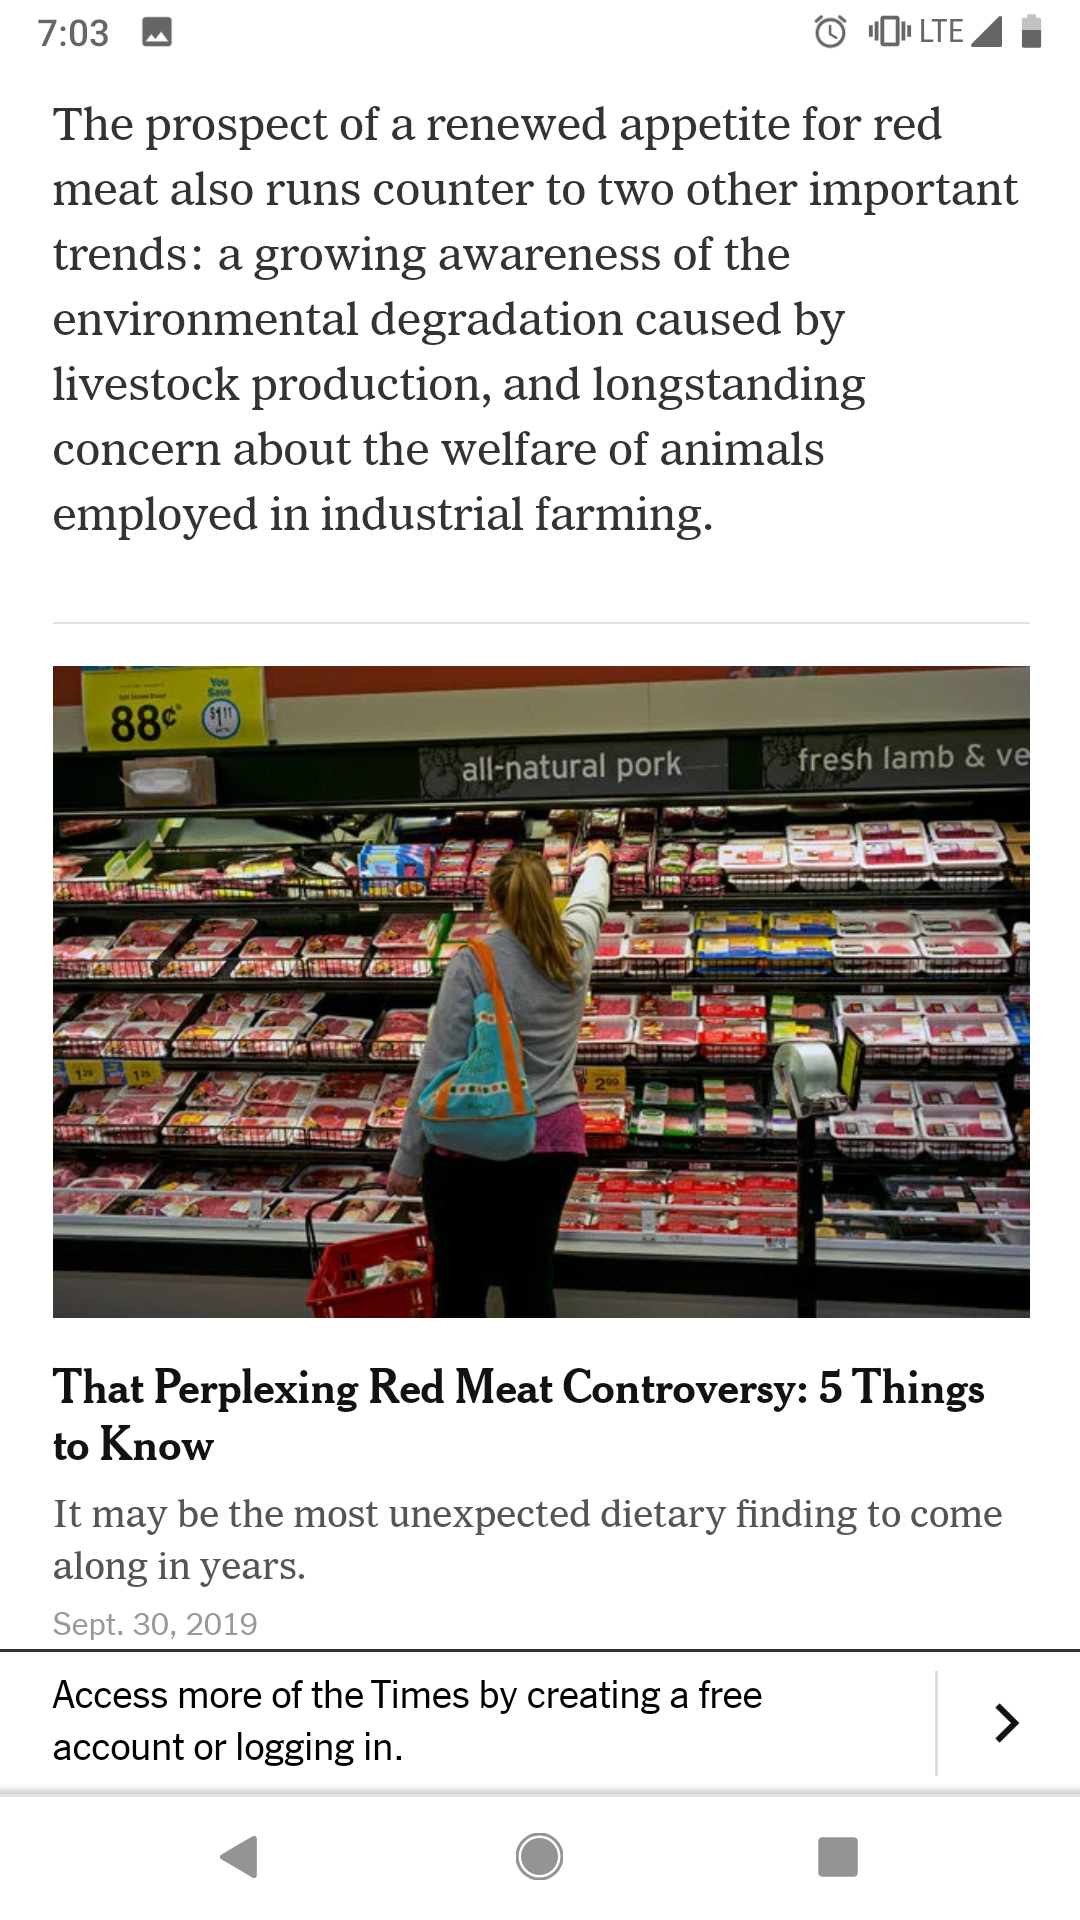 7:03 LTE
The prospect of a renewed appetite for red
meat also runs counter to two other important
trends: a growing awareness of the
environmental degradation caused by
livestock production, and longstanding
concern about the welfare of animals
employed in industrial farming.
You
Save
88¢
$1¹¹
all-natural pork
fresh lamb & ve
1²⁹
1²⁹
2⁹⁹
That Perplexing Red Meat Controversy: 5 Things
to Know
It may be the most unexpected dietary finding to come
along in years.
Sept. 30, 2019
Access more of the Times by creating a free
account or logging in.